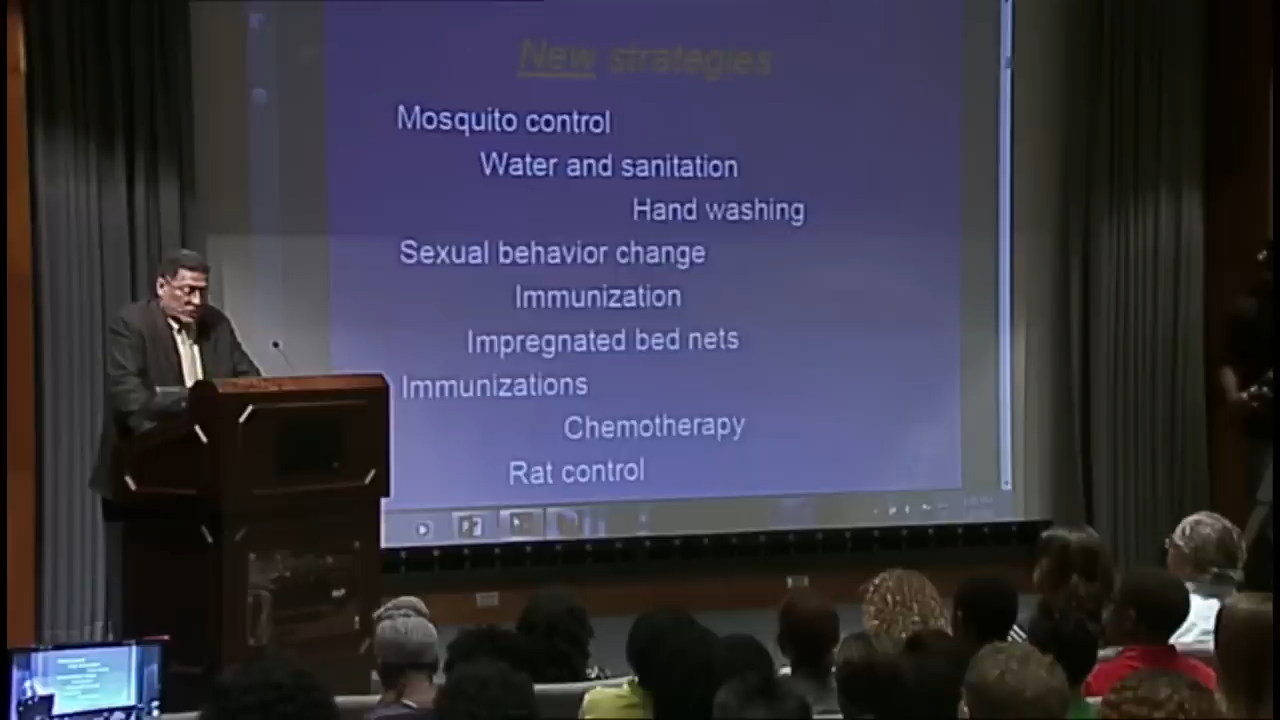 New strategies
Mosquito control
Water and sanitation
Hand washing
Sexual behavior change
Immunization
Impregnated bed nets
Immunizations
Chemotherapy
Rat control